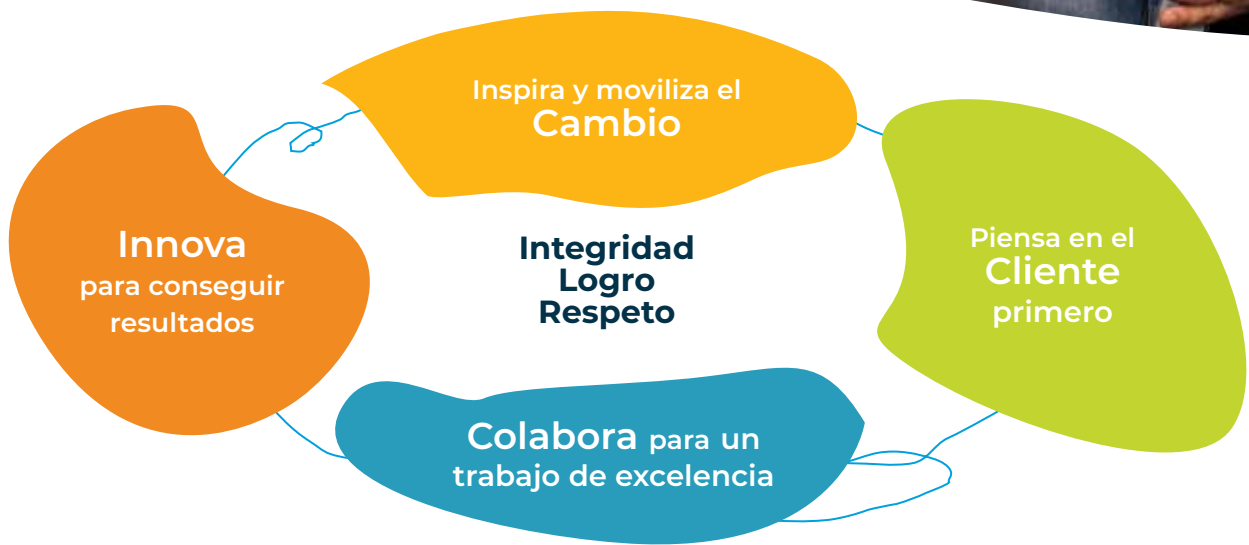 Inspira y moviliza el
Cambio
Innova
para conseguir
resultados
Integridad
Logro
Respeto
Piensa en el
Cliente
primero
Colabora para un
trabajo de excelencia